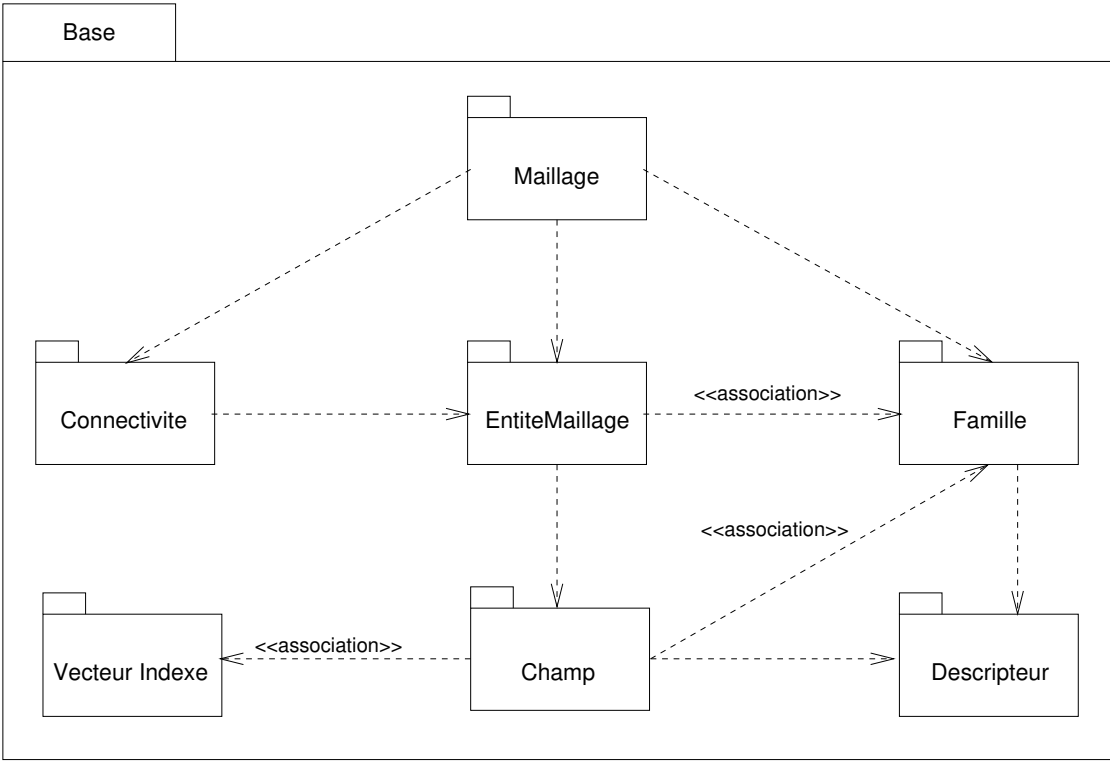 Base
Maillage
Connectivite
EntiteMaillage
<<association>>
Famille
<<association>>
Vecteur Indexe
<<association>>
Champ
Descripteur